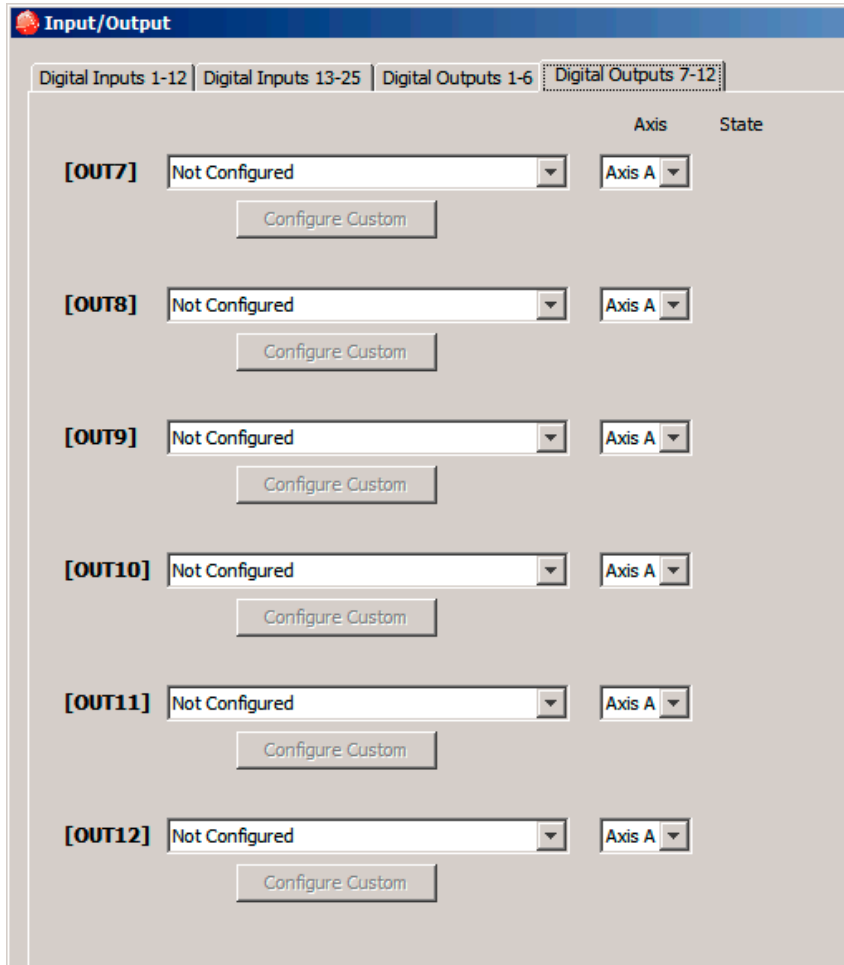 Input/Output
Digital Inputs 1-12 Digital Inputs 13-25 Digital Outputs 1-6 Digital Outputs 7-12
Axis State
[OUT7] Not Configured Axis A
Configure Custom
[OUT8] Not Configured Axis A
Configure Custom
[OUT9] Not Configured Axis A
Configure Custom
[OUT10] Not Configured Axis A
Configure Custom
[OUT11] Not Configured Axis A
Configure Custom
[OUT12] Not Configured Axis A
Configure Custom